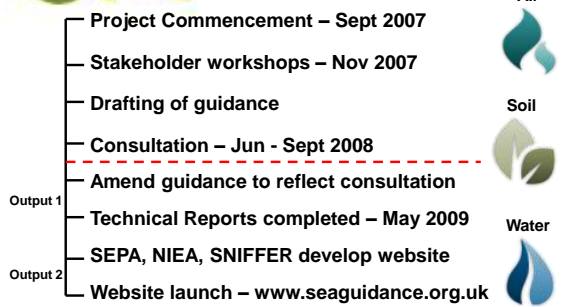 Project Commencement – Sept 2007
Stakeholder workshops – Nov 2007
Drafting of guidance
Soil
Consultation – Jun - Sept 2008
Amend guidance to reflect consultation
Output 1
Technical Reports completed – May 2009
Water
SEPA, NIEA, SNIFFER develop website
Output 2
Website launch – www.seaguidance.org.uk